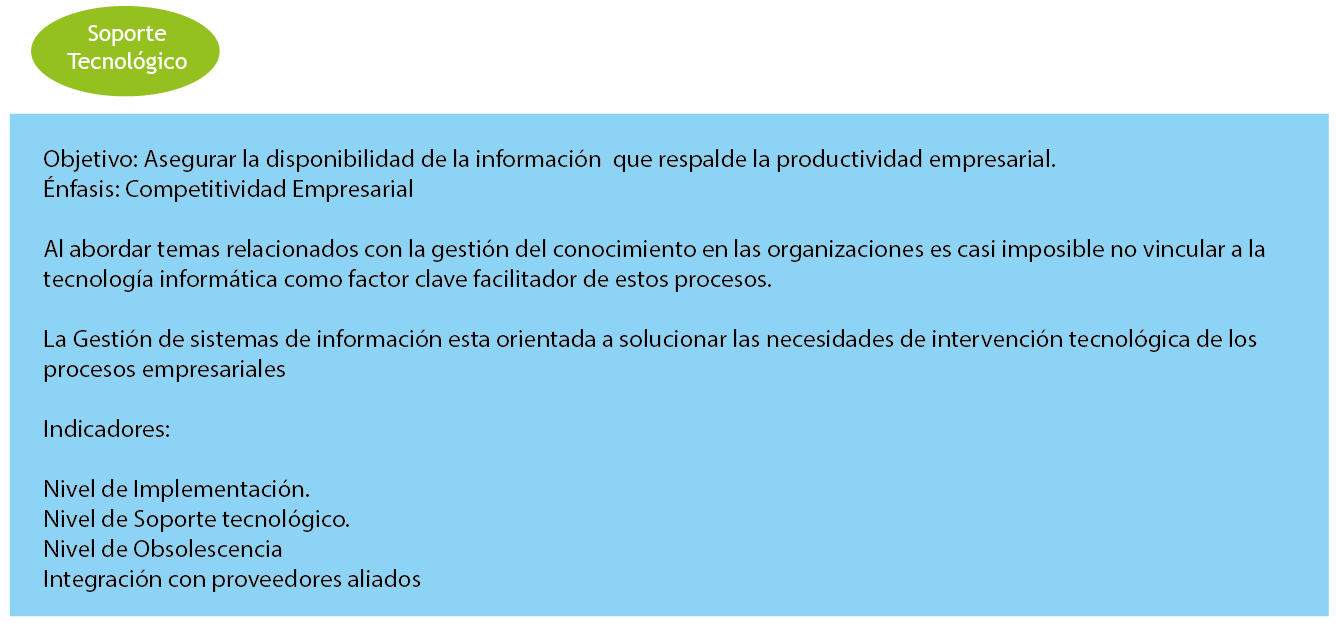 Soporte
Tecnológico
Objetivo: Asegurar la disponibilidad de la información  que respalde la productividad empresarial.
Énfasis: Competitividad Empresarial
Al abordar temas relacionados con la gestión del conocimiento en las organizaciones es casi imposible no vincular a la
tecnología informática como factor clave facilitador de estos procesos.
La Gestión de sistemas de información esta orientada a solucionar las necesidades de intervención tecnológica de los
procesos empresariales
Indicadores:
Nivel de Implementación.
Nivel de Soporte tecnológico.
Nivel de Obsolescencia
Integración con proveedores aliados